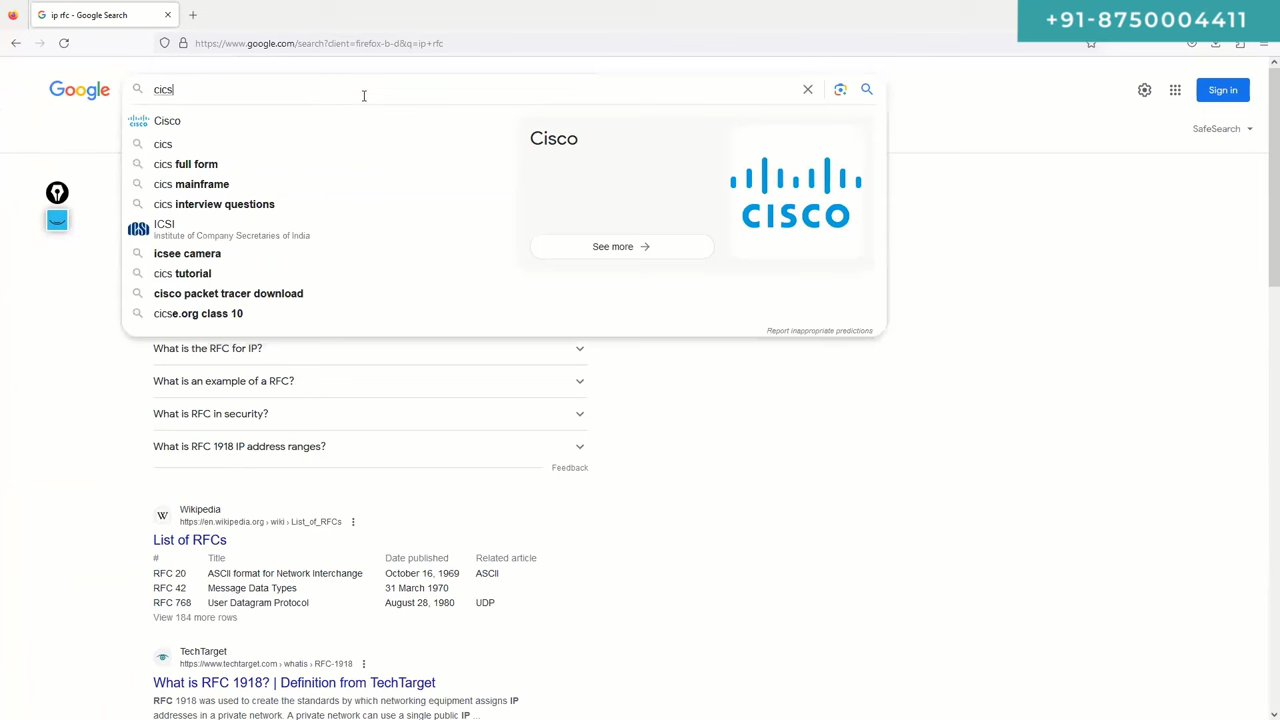 ip rfc - Google Search
+91-8750004411
https://www.google.com/search?client=firefox-b-d&q=ip+rfc
Google
cics
Sign in
Cisco
cics
cics full form
cics mainframe
cics interview questions
ICSI
Institute of Company Secretaries of India
icsee camera
cics tutorial
cisco packet tracer download
cicse.org class 10
Cisco
CISCO
See more
Report inappropriate predictions
SafeSearch
What is the RFC for IP?
What is an example of a RFC?
What is RFC in security?
What is RFC 1918 IP address ranges?
Feedback
W
Wikipedia
https://en.wikipedia.org › wiki › List_of_RFCs
List of RFCs
# Title Date published Related article
RFC 20 ASCII format for Network Interchange October 16, 1969 ASCII
RFC 42 Message Data Types 31 March 1970
RFC 768 User Datagram Protocol August 28, 1980 UDP
View 184 more rows
TechTarget
https://www.techtarget.com › whatis › RFC-1918
What is RFC 1918? | Definition from TechTarget
RFC 1918 was used to create the standards by which networking equipment assigns IP
addresses in a private network. A private network can use a single public IP ...